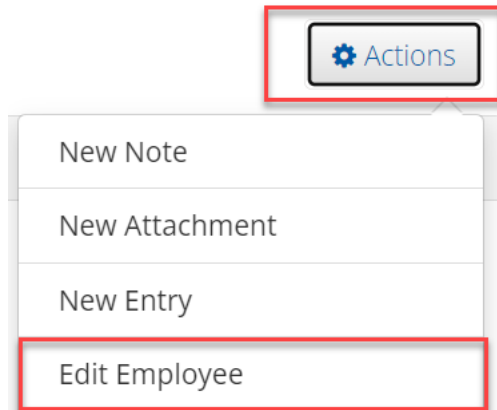 Actions
New Note
New Attachment
New Entry
Edit Employee